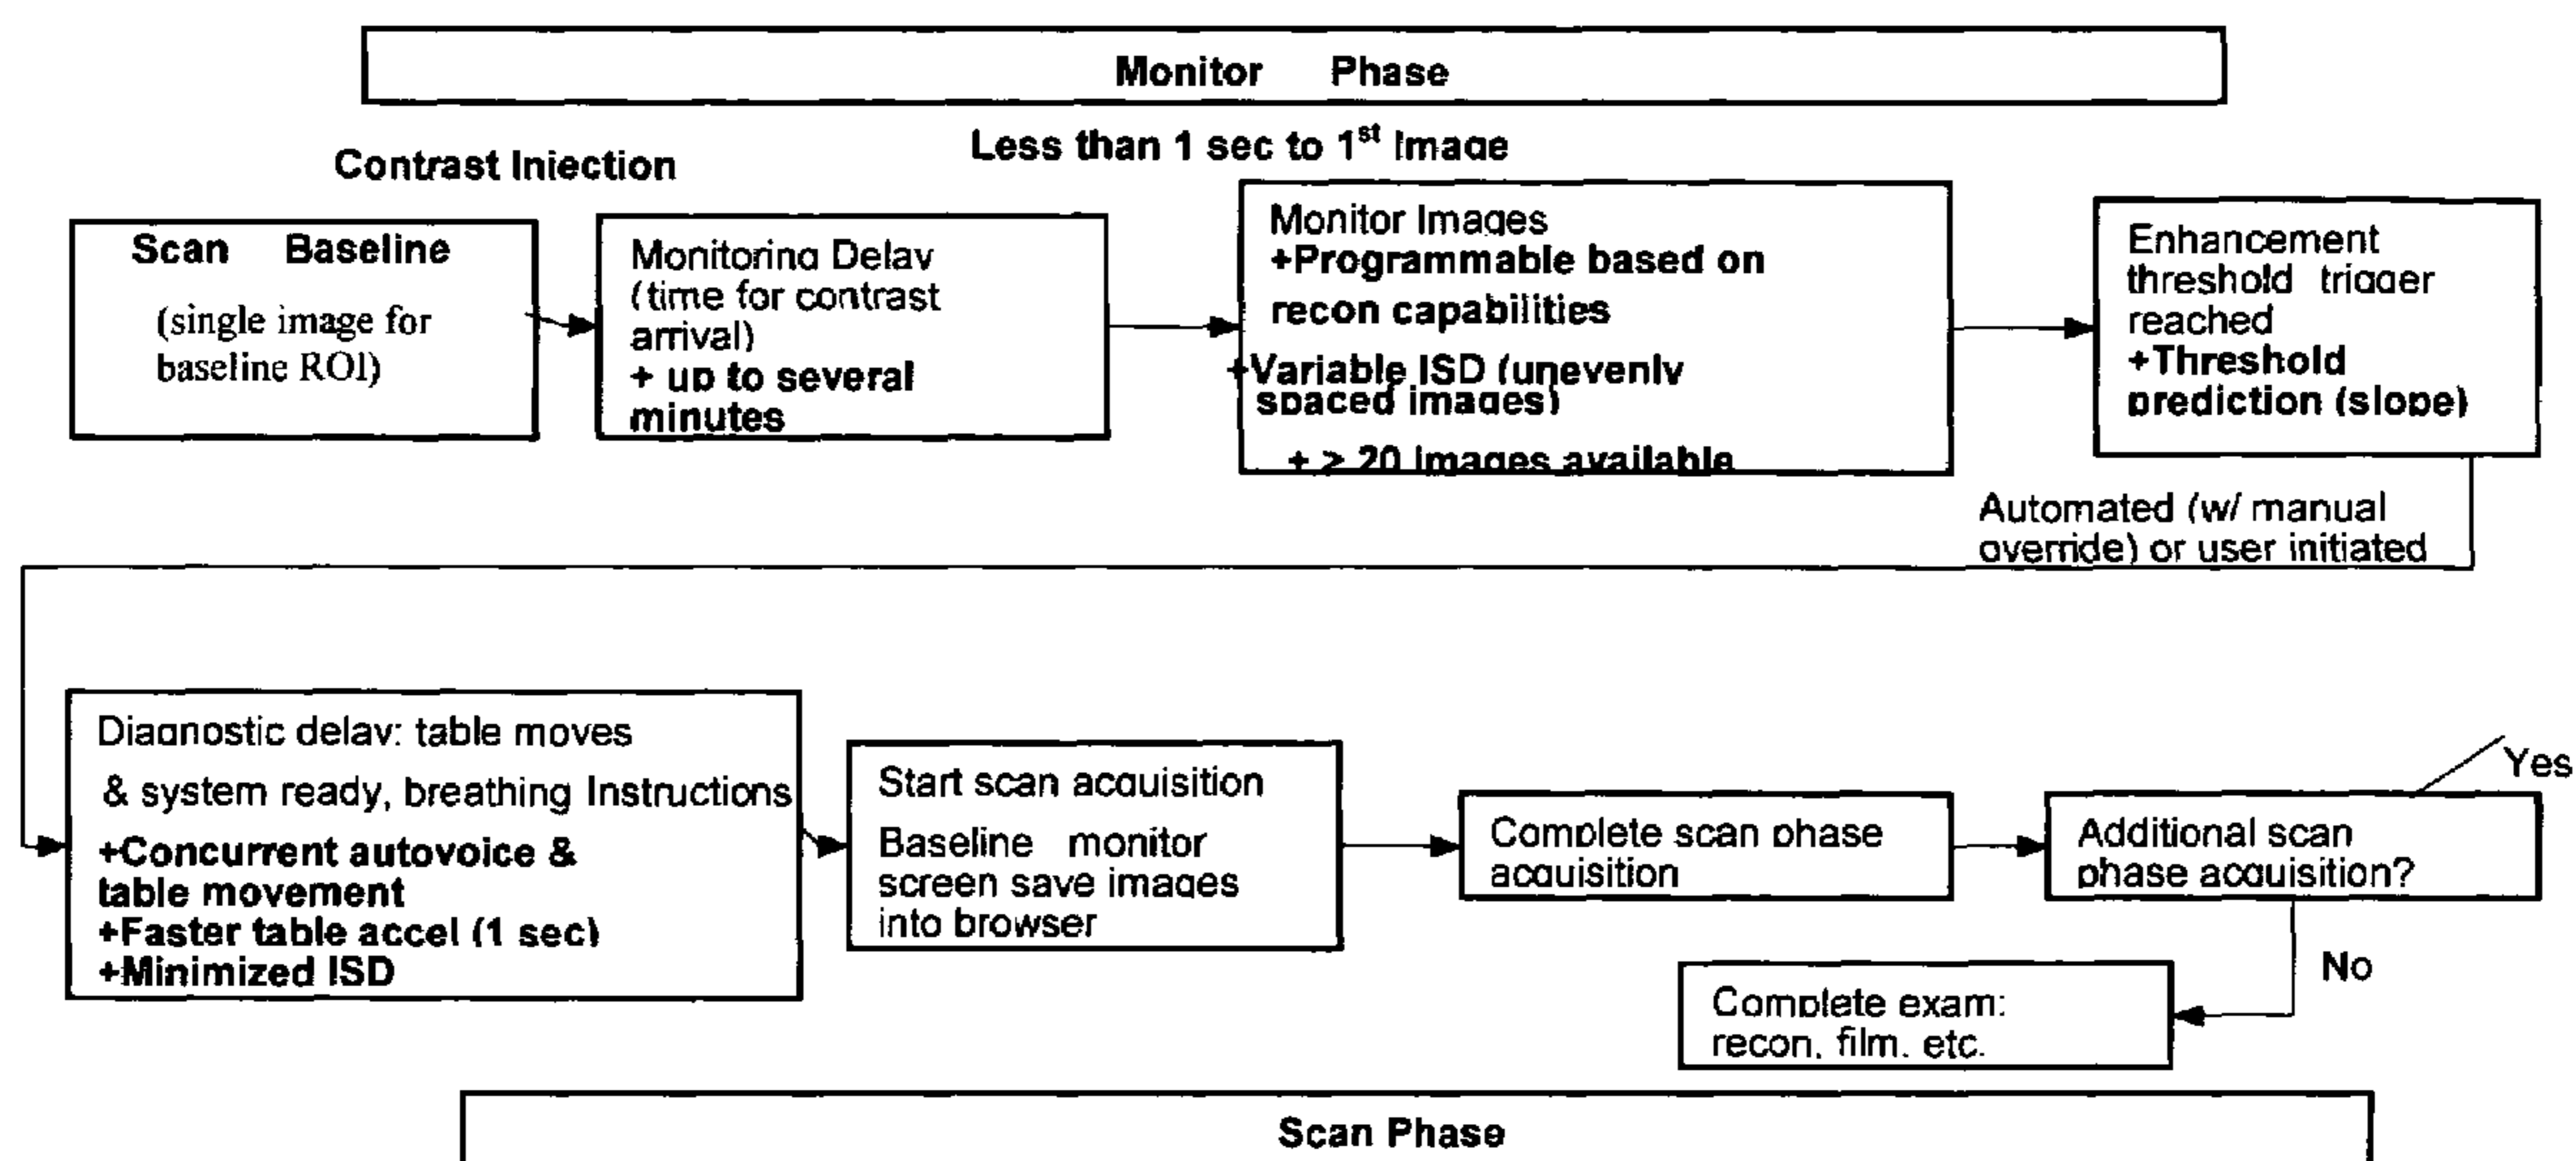 Monitor Phase
Less than 1 sec to 1st Image
Contrast Injection
Scan Baseline
(single image for
baseline ROI)
Monitoring Delay
(time for contrast
arrival)
+ up to several
minutes
Monitor Images
+Programmable based on
recon capabilities
+Variable ISD (unevenly
spaced images)
+ ≥ 20 Images available
Enhancement
threshold trigger
reached
+Threshold
prediction (slope)
Automated (w/ manual
override) or user initiated
Diagnostic delay: table moves
& system ready, breathing Instructions
+Concurrent autovoice &
table movement
+Faster table accel (1 sec)
+Minimized ISD
Start scan acquisition
Baseline monitor
screen save images
into browser
Complete scan phase
acquisition
Additional scan
phase acquisition?
Yes
No
Complete exam:
recon, film, etc.
Scan Phase